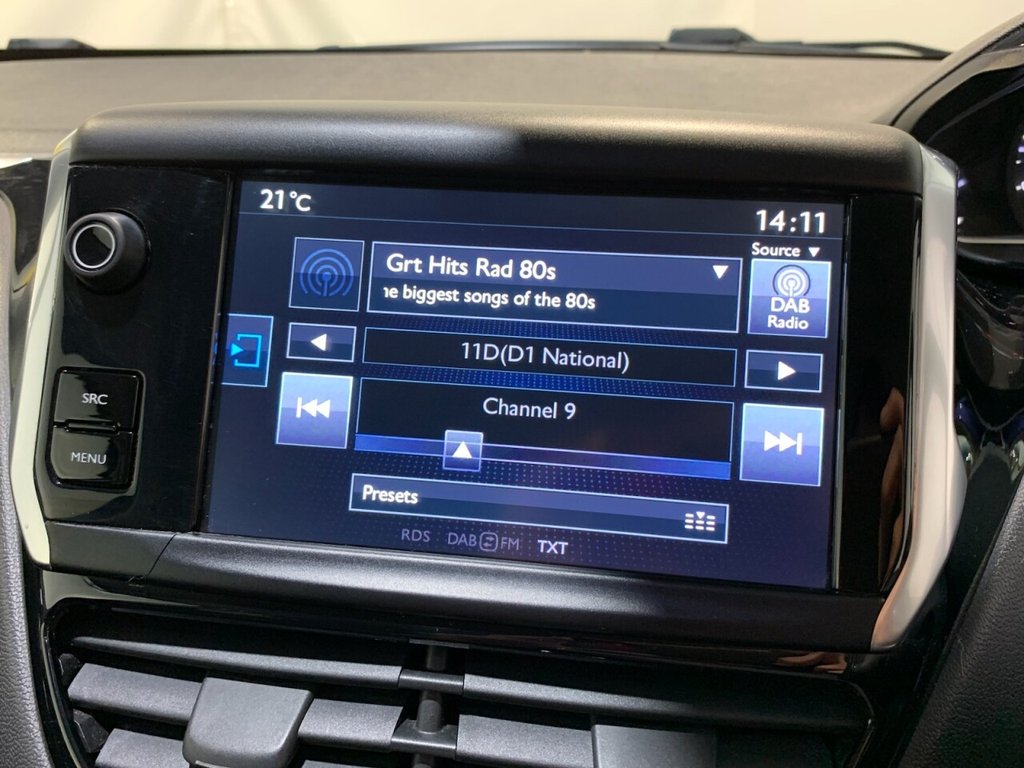 21°C
14:11
Source ▼
Grt Hits Rad 80s
biggest songs of the 80s
DAB
Radio
11D(D1 National)
SRC
Channel 9
MENU
Presets
RDS DAB FM TXT